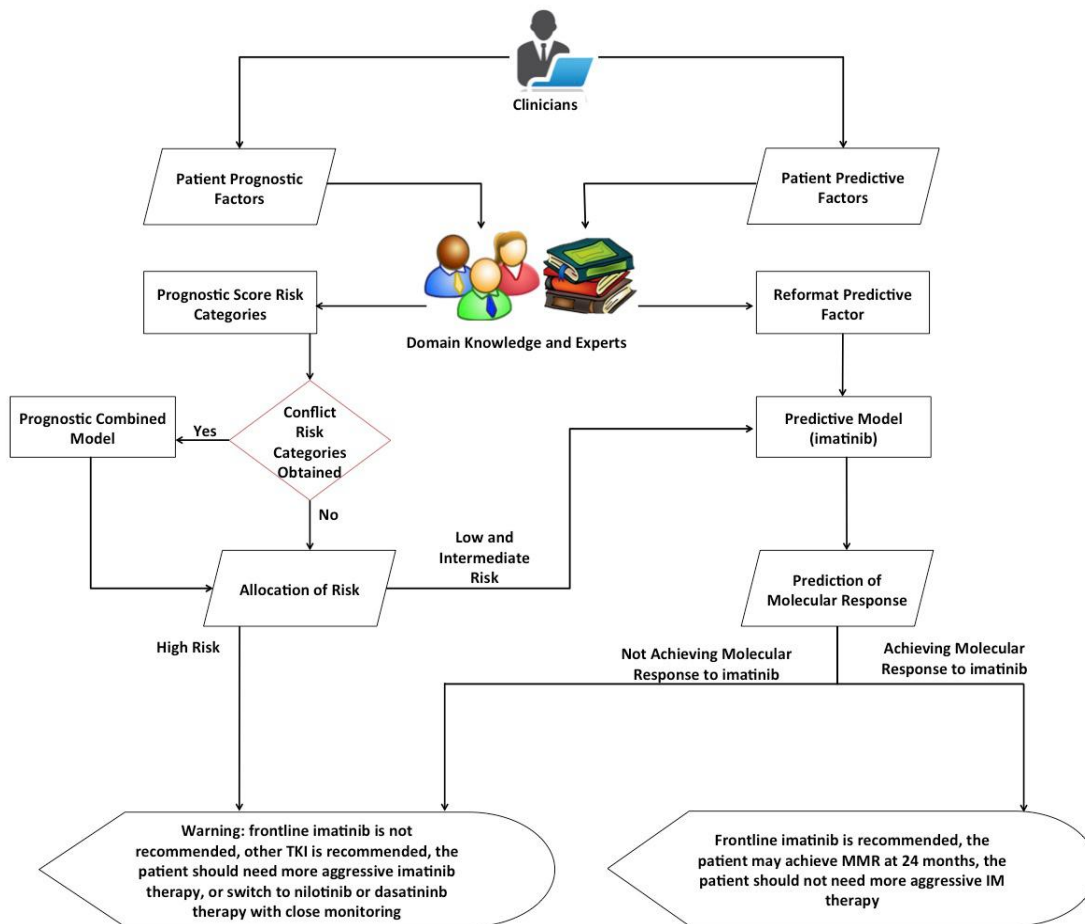 Clinicians
Patient Prognostic
Factors
Patient Predictive
Factors
Prognostic Score Risk
Categories
Domain Knowledge and Experts
Reformat Predictive
Factor
Prognostic Combined
Model
Yes
Conflict
Risk
Categories
Obtained
Predictive Model
(imatinib)
No
Low and
Intermediate
Risk
Allocation of Risk
Prediction of
Molecular Response
High Risk
Not Achieving Molecular
Response to imatinib
Achieving Molecular
Response to imatinib
Warning: frontline imatinib is not
recommended, other TKI is recommended, the
patient should need more aggressive imatinib
therapy, or switch to nilotinib or dasatininb
therapy with close monitoring
Frontline imatinib is recommended, the
patient may achieve MMR at 24 months, the
patient should not need more aggressive IM
therapy